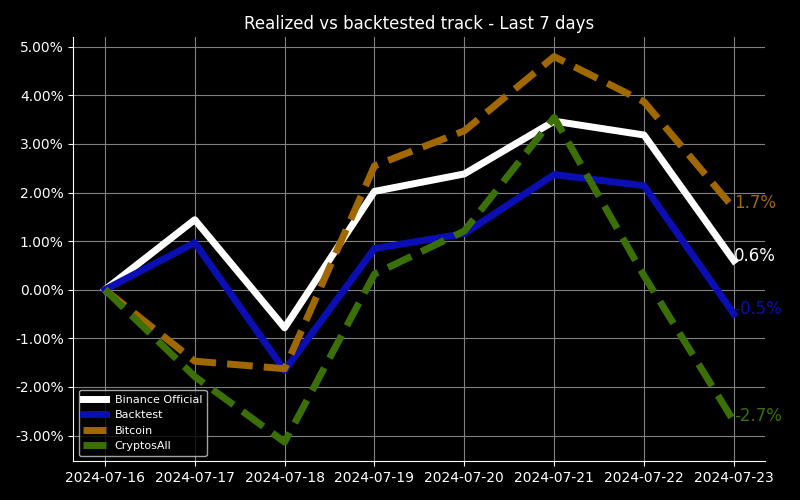 Realized vs backtested track - Last 7 days
5.00%
4.00%
3.00%
2.00%
1.00%
0.00%
-1.00%
-2.00%
-3.00%
1.7%
0.6%
-0.5%
-2.7%
Binance Official
Backtest
Bitcoin
CryptosAll
2024-07-16 2024-07-17 2024-07-18 2024-07-19 2024-07-20 2024-07-21 2024-07-22 2024-07-23